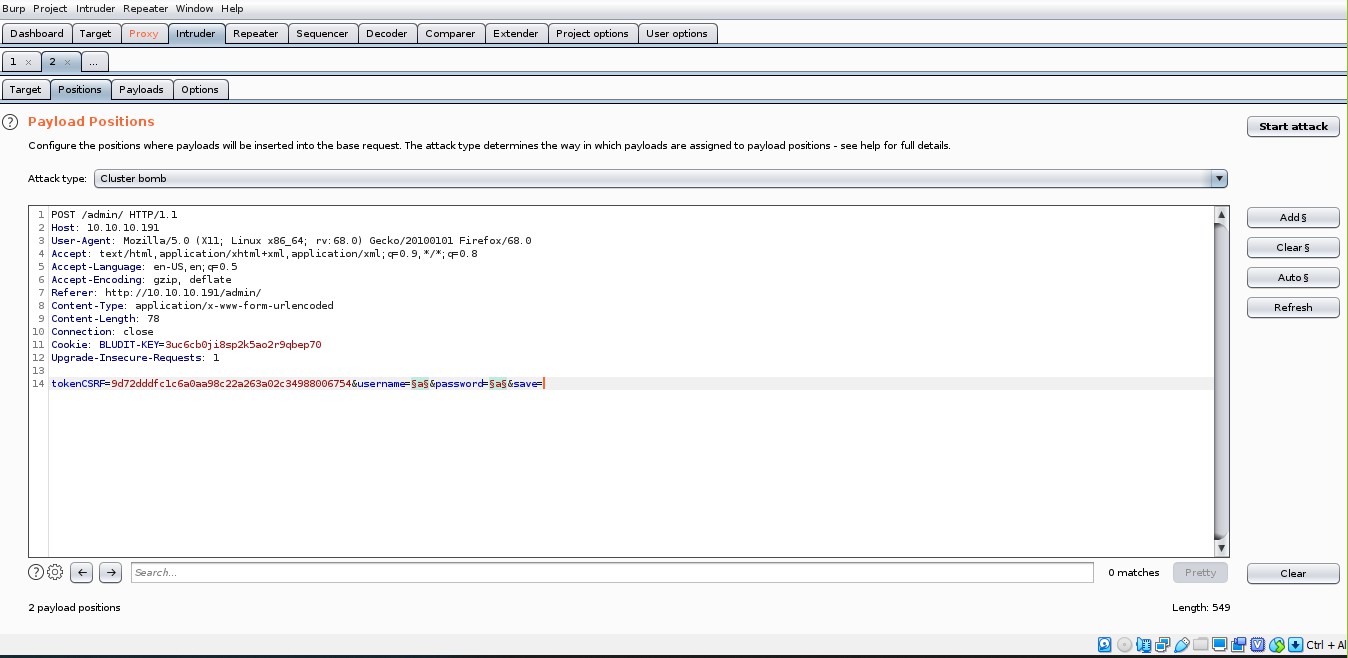 Burp Project Intruder Repeater Window Help
Dashboard Target Proxy Intruder Repeater Sequencer Decoder Comparer Extender Project options User options
1 × 2 × ...
Target Positions Payloads Options
? Payload Positions
Start attack
Configure the positions where payloads will be inserted into the base request. The attack type determines the way in which payloads are assigned to payload positions - see help for full details.
Attack type: Cluster bomb
1 POST /admin/ HTTP/1.1
2 Host: 10.10.10.191
3 User-Agent: Mozilla/5.0 (X11; Linux x86_64; rv:68.0) Gecko/20100101 Firefox/68.0
4 Accept: text/html,application/xhtml+xml,application/xml;q=0.9,*/*;q=0.8
5 Accept-Language: en-US,en;q=0.5
6 Accept-Encoding: gzip, deflate
7 Referer: http://10.10.10.191/admin/
8 Content-Type: application/x-www-form-urlencoded
9 Content-Length: 78
10 Connection: close
11 Cookie: BLUDIT-KEY=3uc6cb0ji8sp2k5ao2r9qbep70
12 Upgrade-Insecure-Requests: 1
13
14 tokenCSRF=9d72dddfc1c6a0aa98c22a263a02c34988006754&username=§a§&password=§a§&save=
Add §
Clear §
Auto §
Refresh
? Search... 0 matches Pretty Clear
2 payload positions Length: 549
Ctrl + Al